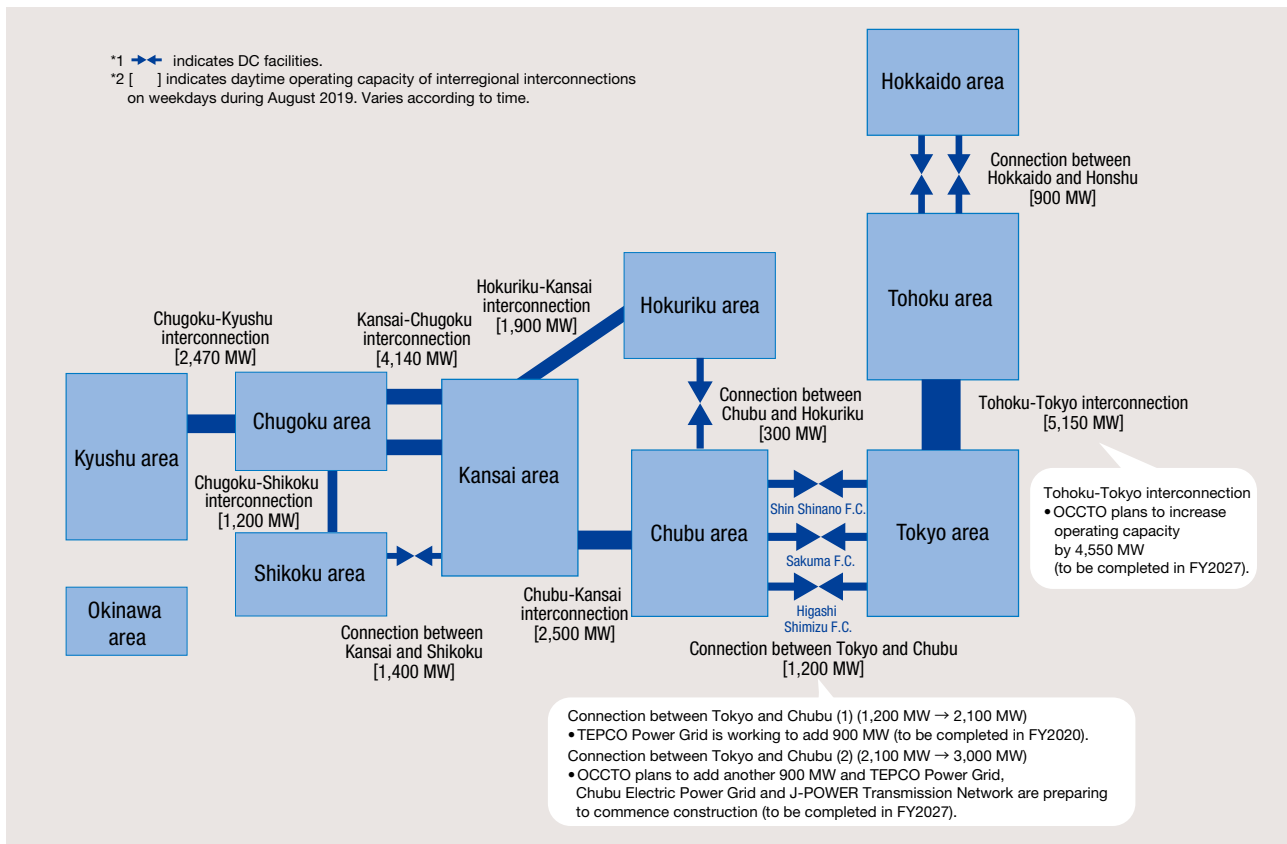 *1 indicates DC facilities.
*2 [ ] indicates daytime operating capacity of interregional interconnections
on weekdays during August 2019. Varies according to time.
Hokkaido area
Connection between
Hokkaido and Honshu
[900 MW]
Tohoku area
Hokuriku-Kansai
interconnection
[1,900 MW]
Hokuriku area
Chugoku-Kyushu
interconnection
[2,470 MW]
Kansai-Chugoku
interconnection
[4,140 MW]
Connection between
Chubu and Hokuriku
[300 MW]
Tohoku-Tokyo interconnection
[5,150 MW]
Kyushu area
Chugoku area
Kansai area
Chubu area
Tokyo area
Chugoku-Shikoku
interconnection
[1,200 MW]
Shikoku area
Shin Shinano F.C.
Sakuma F.C.
Higashi
Shimizu F.C.
Tohoku-Tokyo interconnection
• OCCTO plans to increase
operating capacity
by 4,550 MW
(to be completed in FY2027).
Okinawa
area
Connection between
Kansai and Shikoku
[1,400 MW]
Chubu-Kansai
interconnection
[2,500 MW]
Connection between Tokyo and Chubu
[1,200 MW]
Connection between Tokyo and Chubu (1) (1,200 MW → 2,100 MW)
• TEPCO Power Grid is working to add 900 MW (to be completed in FY2020).
Connection between Tokyo and Chubu (2) (2,100 MW → 3,000 MW)
• OCCTO plans to add another 900 MW and TEPCO Power Grid,
Chubu Electric Power Grid and J-POWER Transmission Network are preparing
to commence construction (to be completed in FY2027).